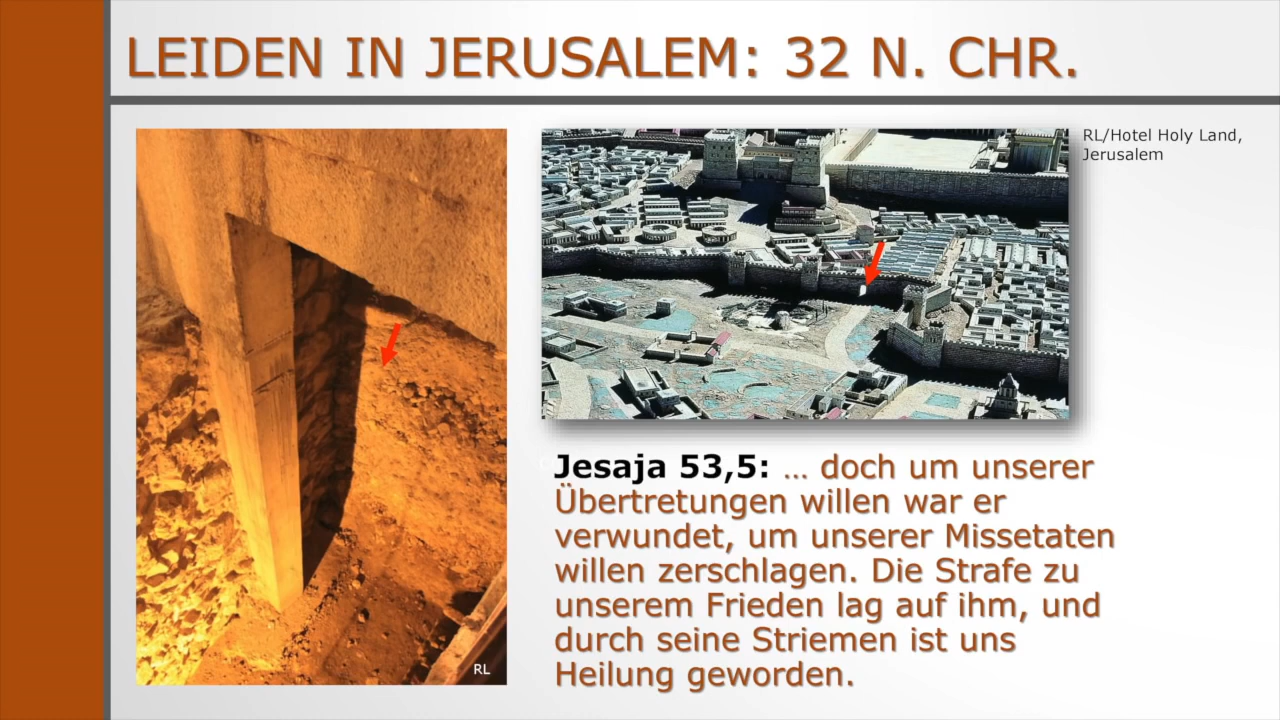 LEIDEN IN JERUSALEM: 32 N. CHR.
RL/Hotel Holy Land,
Jerusalem
RL
Jesaja 53,5: … doch um unserer
Übertretungen willen war er
verwundet, um unserer Missetaten
willen zerschlagen. Die Strafe zu
unserem Frieden lag auf ihm, und
durch seine Striemen ist uns
Heilung geworden.